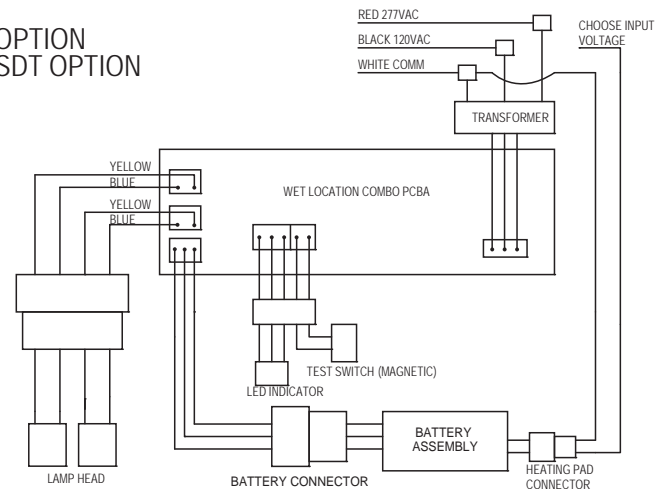 OPTION
SDT OPTION
RED 277VAC
CHOOSE INPUT
VOLTAGE
BLACK 120VAC
WHITE COMM
TRANSFORMER
YELLOW
BLUE
WET LOCATION COMBO PCBA
YELLOW
BLUE
TEST SWITCH (MAGNETIC)
LED INDICATOR
BATTERY
ASSEMBLY
LAMP HEAD
BATTERY CONNECTOR
HEATING PAD
CONNECTOR